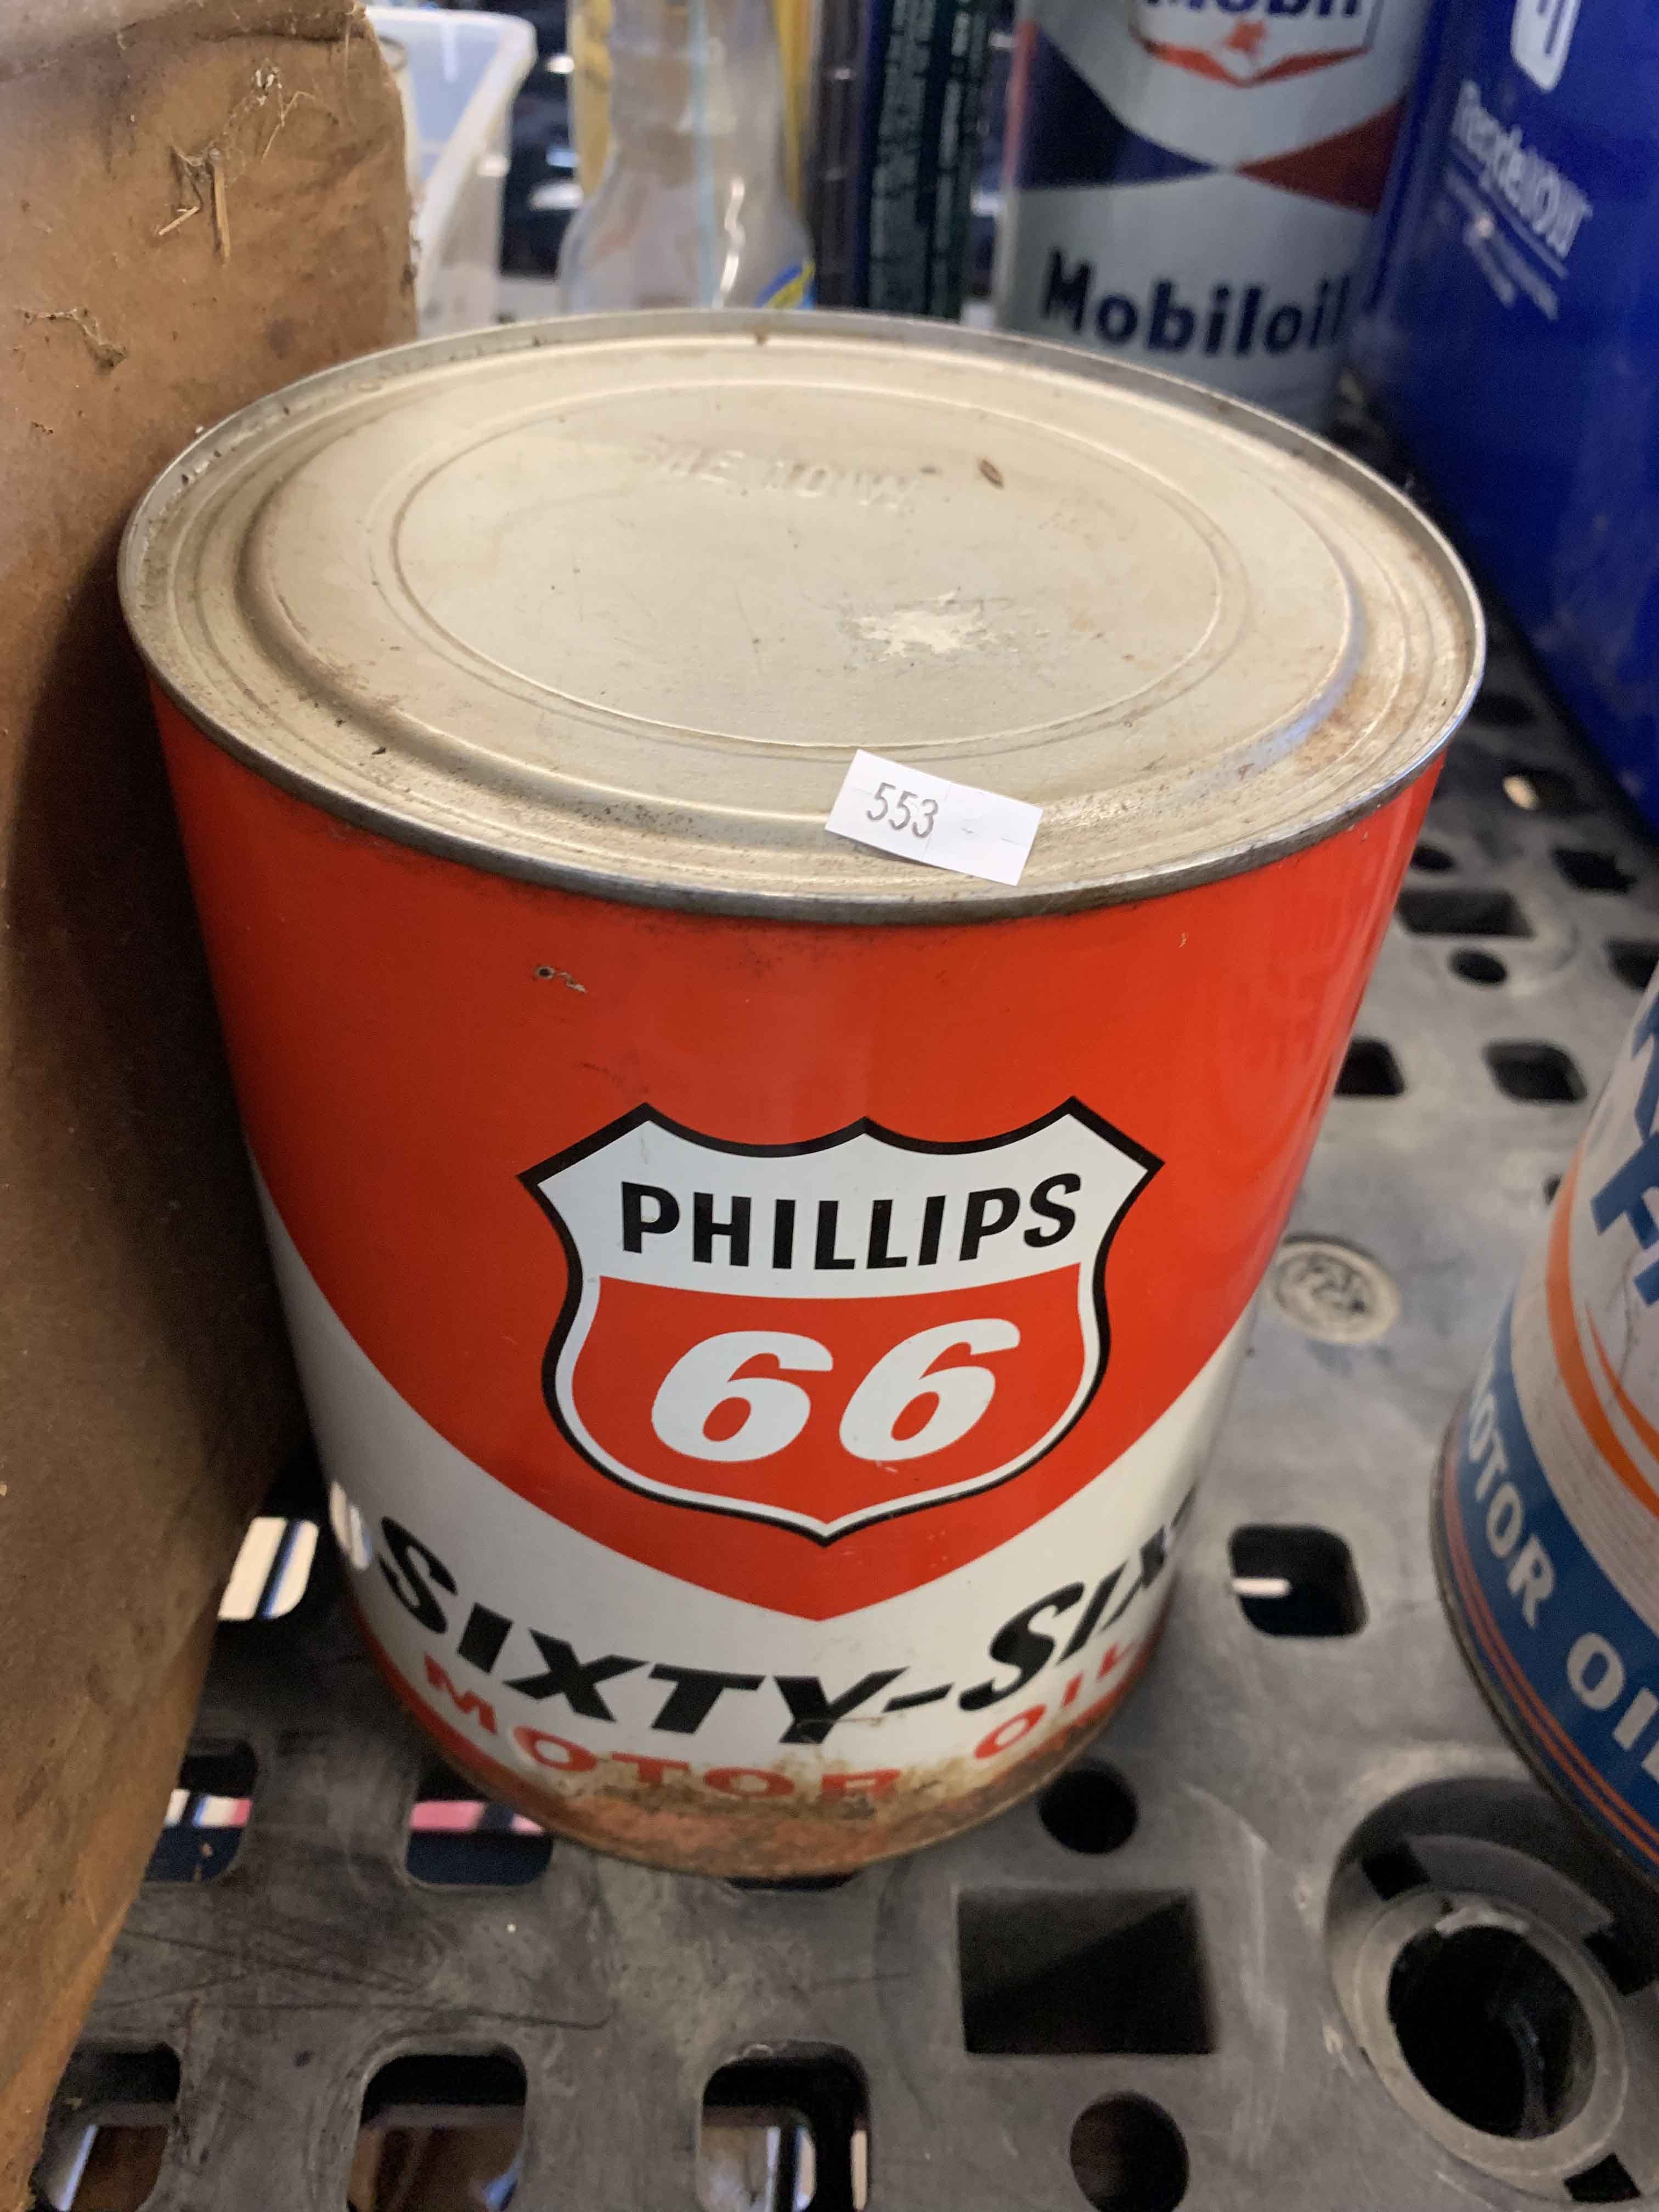 Mobil
Mobiloil
553
PHILLIPS
66
SIXTY-SIX
MOTOR OIL
MOTOR OIL